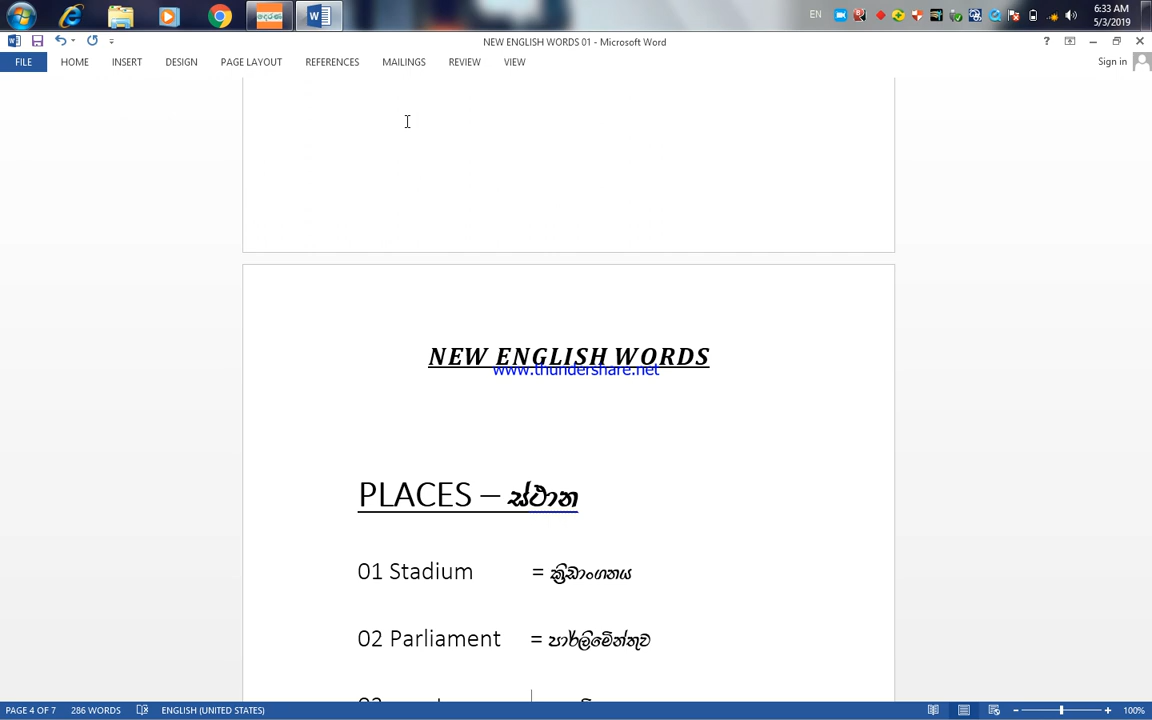 දෙරණ
6:33 AM
EN
5/3/2019
NEW ENGLISH WORDS 01 - Microsoft Word
FILE HOME INSERT DESIGN PAGE LAYOUT REFERENCES MAILINGS REVIEW VIEW Sign in
NEW ENGLISH WORDS
www.thundershare.net
PLACES – ස්ථාන
01 Stadium = ක්‍රිඩාංගනය
02 Parliament = පාර්ලිමේන්තුව
PAGE 4 OF 7 286 WORDS ENGLISH (UNITED STATES) 100%